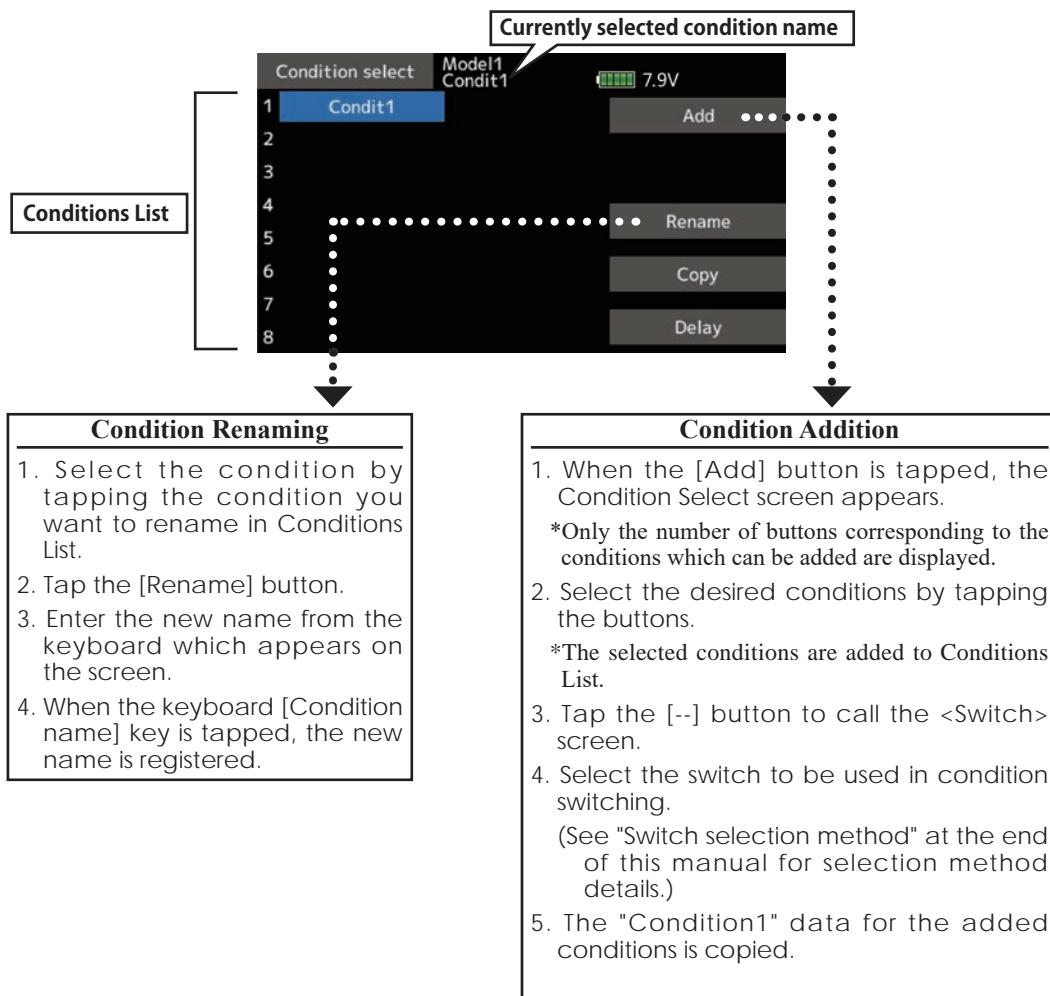 Currently selected condition name
Condition select
Model1
Condit1
7.9V
1 Condit1
Add
2
3
4
Rename
5
6
Copy
7
Delay
8
Conditions List
Condition Renaming
1. Select the condition by
tapping the condition you
want to rename in Conditions
List.
2. Tap the [Rename] button.
3. Enter the new name from the
keyboard which appears on
the screen.
4. When the keyboard [Condition
name] key is tapped, the new
name is registered.
Condition Addition
1. When the [Add] button is tapped, the
Condition Select screen appears.
*Only the number of buttons corresponding to the
conditions which can be added are displayed.
2. Select the desired conditions by tapping
the buttons.
*The selected conditions are added to Conditions
List.
3. Tap the [--] button to call the <Switch>
screen.
4. Select the switch to be used in condition
switching.
(See "Switch selection method" at the end
of this manual for selection method
details.)
5. The "Condition1" data for the added
conditions is copied.